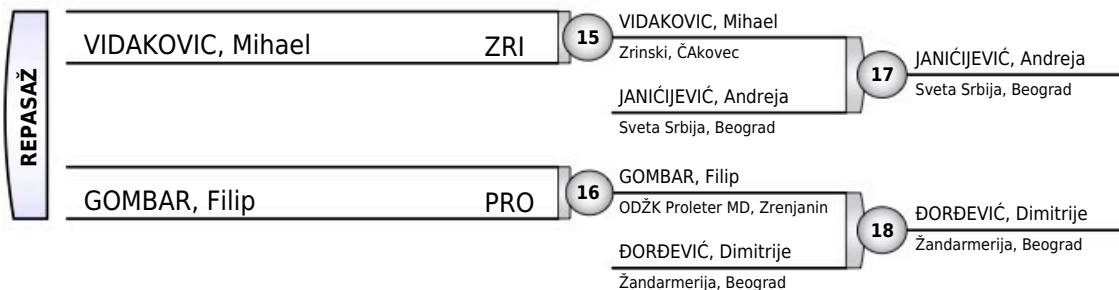 REPASAŽ
VIDAKOVIC, Mihael ZRI
15
VIDAKOVIC, Mihael
Zrinski, ČAkovec
JANIĆIJEVIĆ, Andreja
Sveta Srbija, Beograd
17
JANIĆIJEVIĆ, Andreja
Sveta Srbija, Beograd
GOMBAR, Filip PRO
16
GOMBAR, Filip
ODŽK Proleter MD, Zrenjanin
ĐORĐEVIĆ, Dimitrije
Žandarmerija, Beograd
18
ĐORĐEVIĆ, Dimitrije
Žandarmerija, Beograd